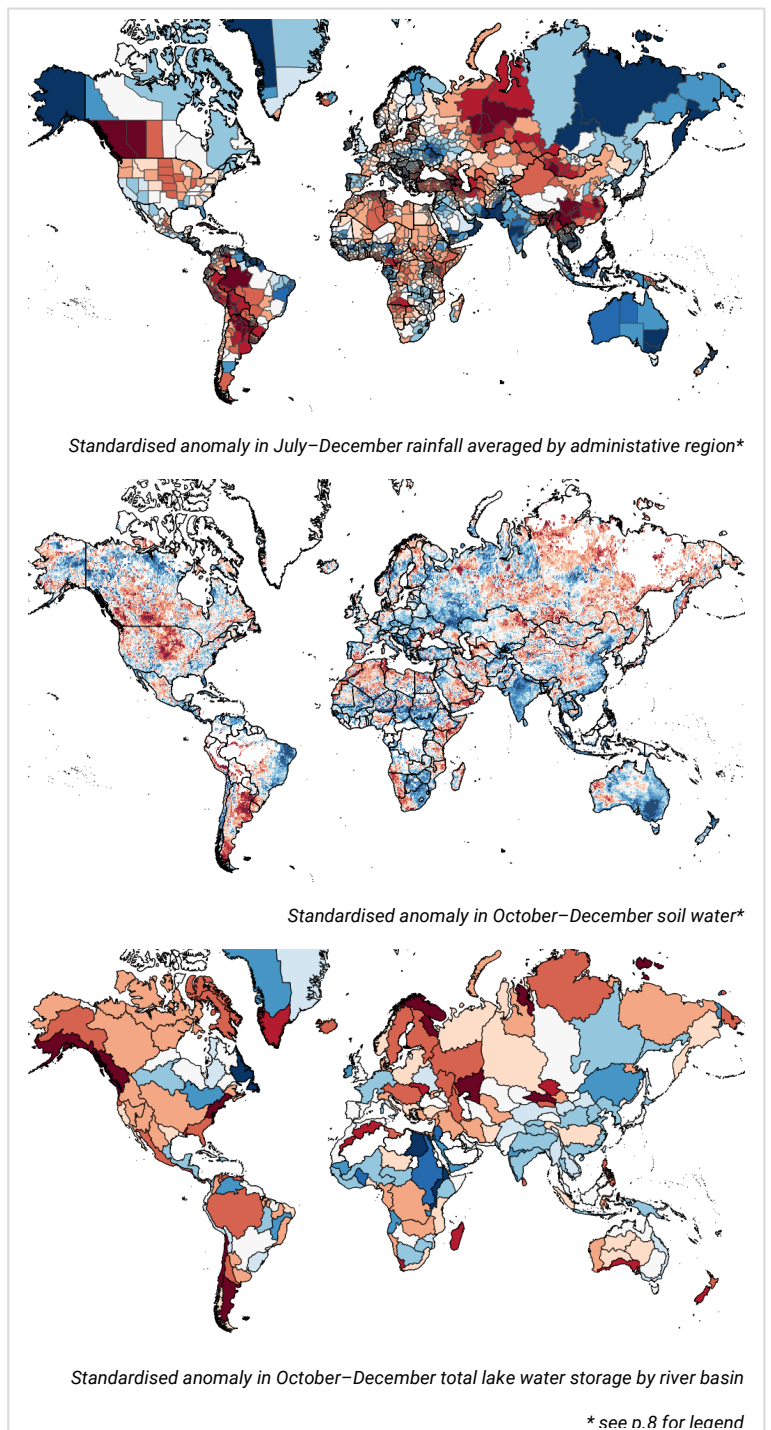 Standardised anomaly in July–December rainfall averaged by administative region*
Standardised anomaly in October–December soil water*
Standardised anomaly in October–December total lake water storage by river basin
* see p.8 for legend